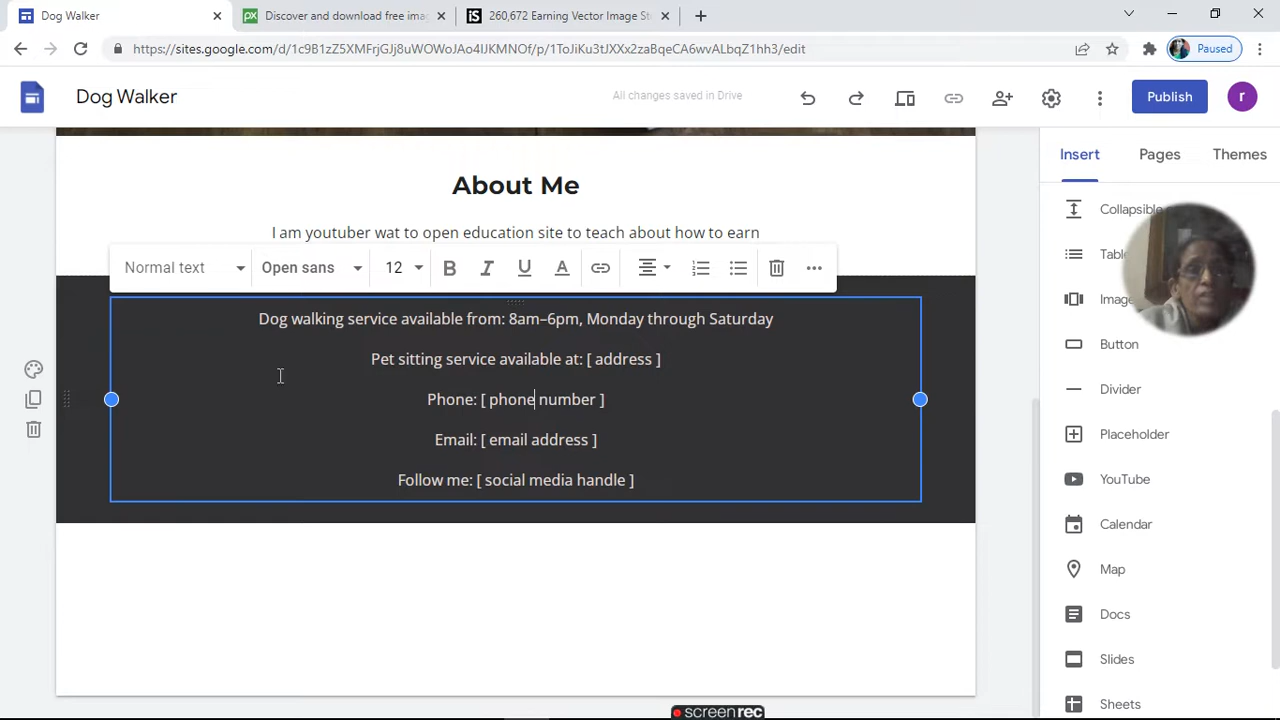 Dog Walker
Discover and download free ima
260,672 Earning Vector Image St
https://sites.google.com/d/1c9B1zZ5XMFrjGJj8uWOWoJAo4IJKMNOf/p/1ToJiKu3tJXXx2zaBqeCA6wvALbqZ1hh3/edit
Paused
Dog Walker
All changes saved in Drive
Publish
r
Insert
Pages
Themes
About Me
I am youtuber wat to open education site to teach about how to earn
Normal text
Open sans
12
Dog walking service available from: 8am–6pm, Monday through Saturday
Pet sitting service available at: [ address ]
Phone: [ phone number ]
Email: [ email address ]
Follow me: [ social media handle ]
Collapsible
Table
Image
Button
Divider
Placeholder
YouTube
Calendar
Map
Docs
Slides
Sheets
screenrec